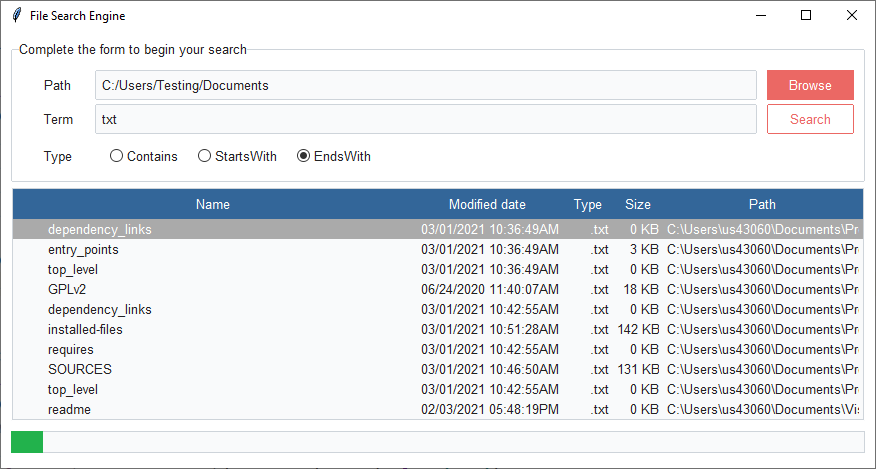 File Search Engine
Complete the form to begin your search
Path C:/Users/Testing/Documents Browse
Term txt Search
Type Contains StartsWith EndsWith
Name Modified date Type Size Path
dependency_links 03/01/2021 10:36:49AM .txt 0 KB C:\Users\us43060\Documents\Pr
entry_points 03/01/2021 10:36:49AM .txt 3 KB C:\Users\us43060\Documents\Pr
top_level 03/01/2021 10:36:49AM .txt 0 KB C:\Users\us43060\Documents\Pr
GPLv2 06/24/2020 11:40:07AM .txt 18 KB C:\Users\us43060\Documents\Pr
dependency_links 03/01/2021 10:42:55AM .txt 0 KB C:\Users\us43060\Documents\Pr
installed-files 03/01/2021 10:51:28AM .txt 142 KB C:\Users\us43060\Documents\Pr
requires 03/01/2021 10:42:55AM .txt 0 KB C:\Users\us43060\Documents\Pr
SOURCES 03/01/2021 10:46:50AM .txt 131 KB C:\Users\us43060\Documents\Pr
top_level 03/01/2021 10:42:55AM .txt 0 KB C:\Users\us43060\Documents\Pr
readme 02/03/2021 05:48:19PM .txt 0 KB C:\Users\us43060\Documents\Vis